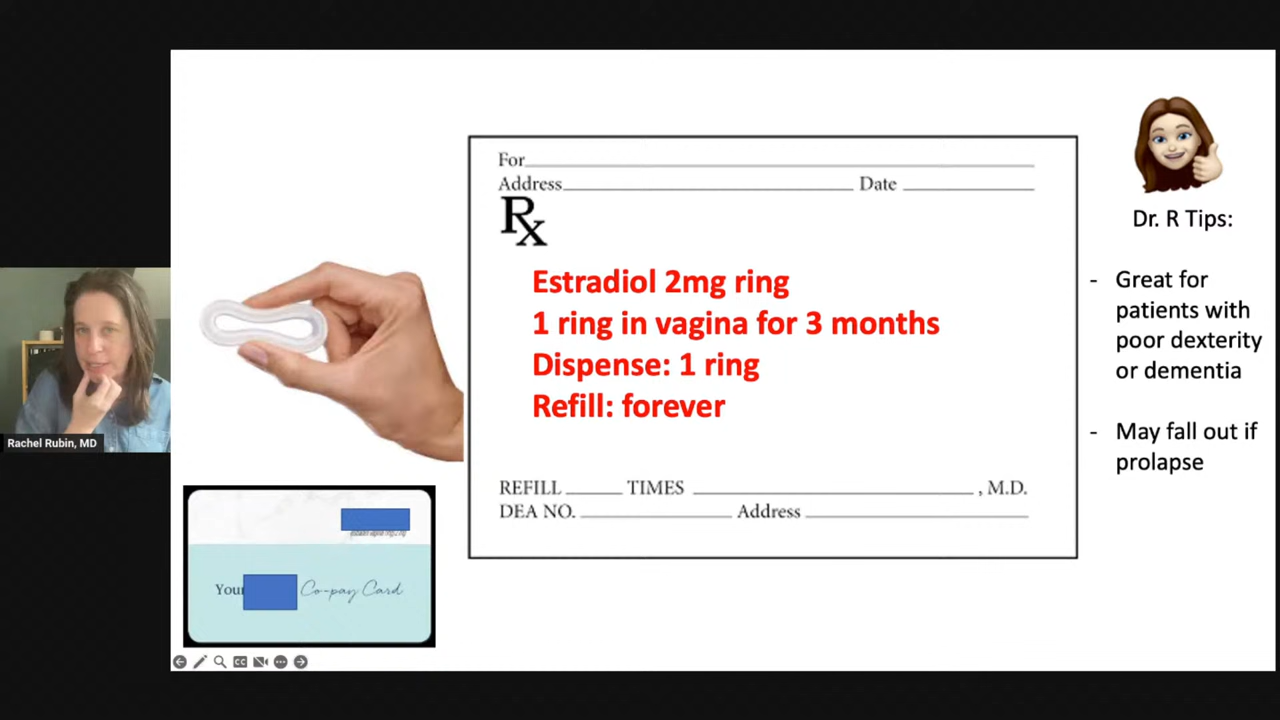 For
Address Date
Rx
Estradiol 2mg ring
1 ring in vagina for 3 months
Dispense: 1 ring
Refill: forever
REFILL TIMES , M.D.
DEA NO. Address
Dr. R Tips:
- Great for
patients with
poor dexterity
or dementia
- May fall out if
prolapse
Rachel Rubin, MD
Your Co-pay Card
CC